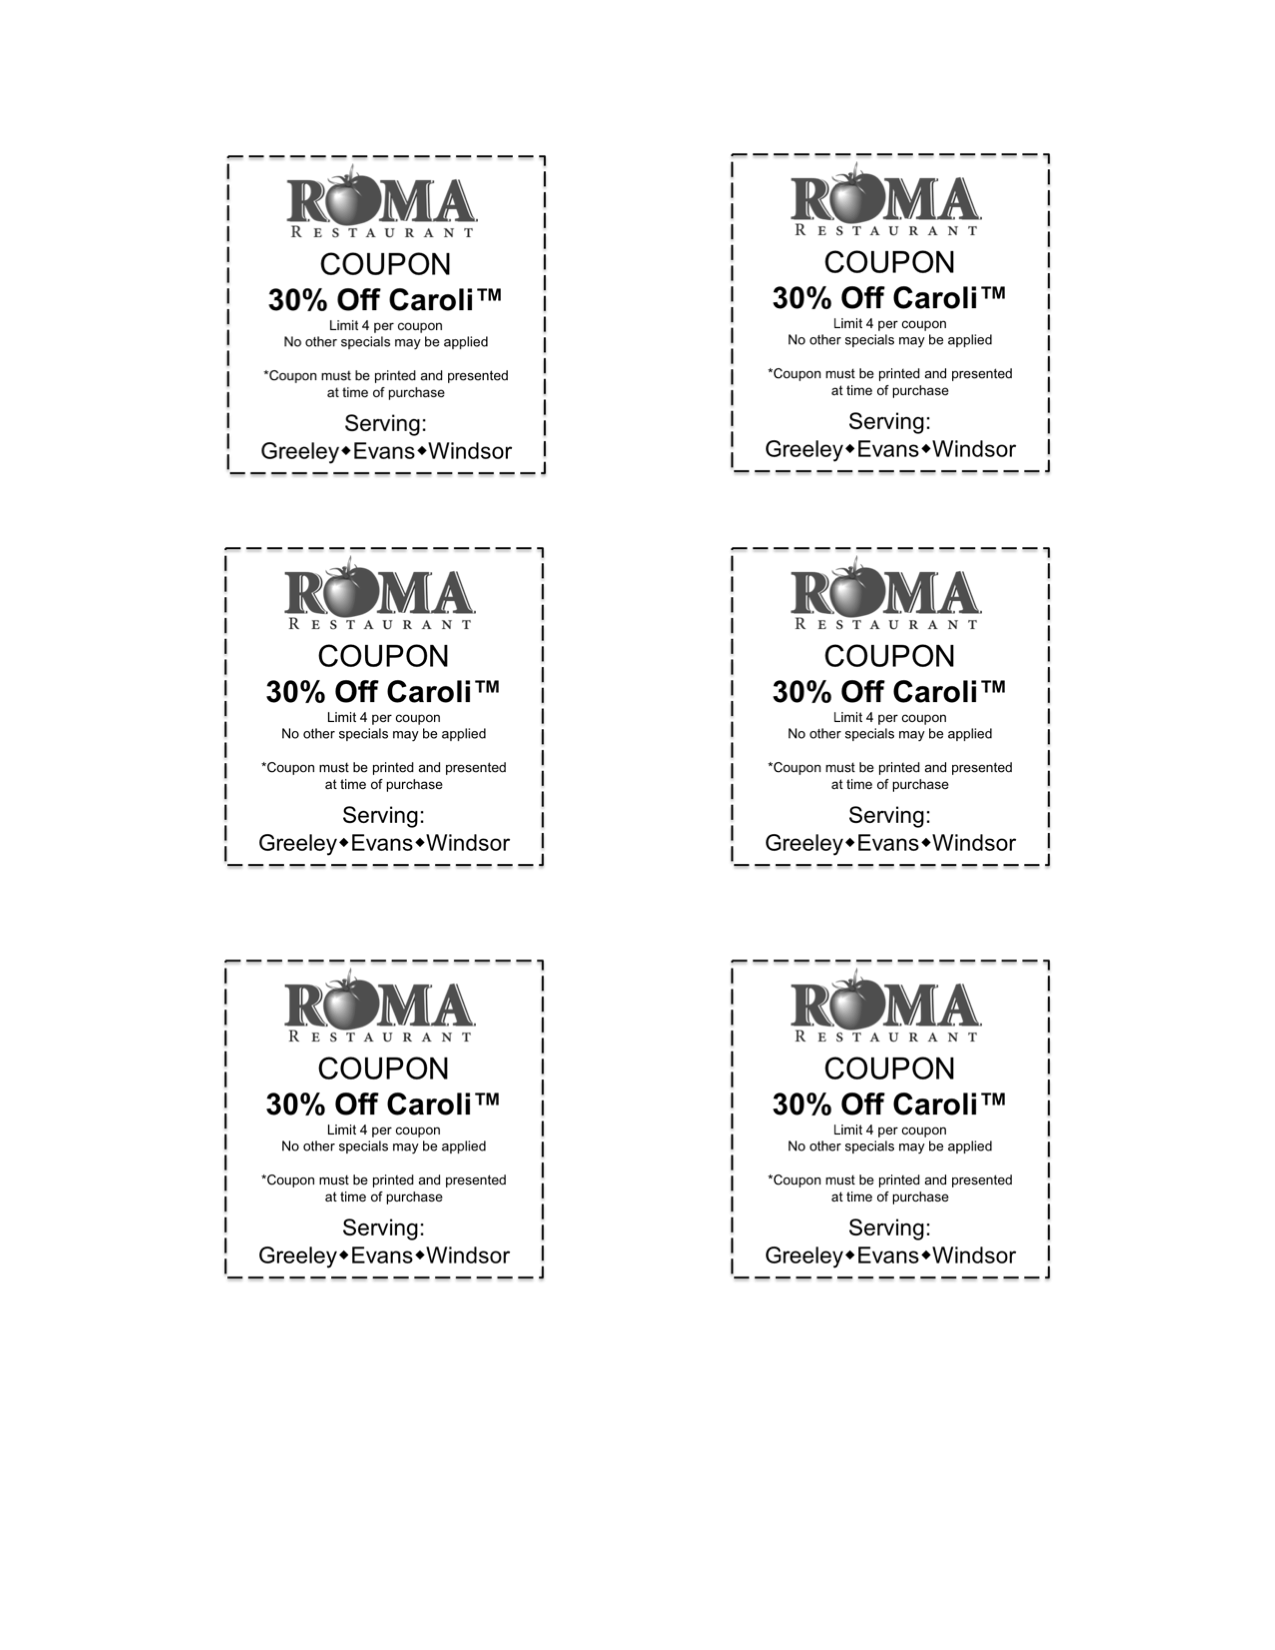 ROMA
RESTAURANT
COUPON
30% Off Caroli™
Limit 4 per coupon
No other specials may be applied
*Coupon must be printed and presented
at time of purchase
Serving:
Greeley◆Evans◆Windsor
ROMA
RESTAURANT
COUPON
30% Off Caroli™
Limit 4 per coupon
No other specials may be applied
*Coupon must be printed and presented
at time of purchase
Serving:
Greeley◆Evans◆Windsor
ROMA
RESTAURANT
COUPON
30% Off Caroli™
Limit 4 per coupon
No other specials may be applied
*Coupon must be printed and presented
at time of purchase
Serving:
Greeley◆Evans◆Windsor
ROMA
RESTAURANT
COUPON
30% Off Caroli™
Limit 4 per coupon
No other specials may be applied
*Coupon must be printed and presented
at time of purchase
Serving:
Greeley◆Evans◆Windsor
ROMA
RESTAURANT
COUPON
30% Off Caroli™
Limit 4 per coupon
No other specials may be applied
*Coupon must be printed and presented
at time of purchase
Serving:
Greeley◆Evans◆Windsor
ROMA
RESTAURANT
COUPON
30% Off Caroli™
Limit 4 per coupon
No other specials may be applied
*Coupon must be printed and presented
at time of purchase
Serving:
Greeley◆Evans◆Windsor